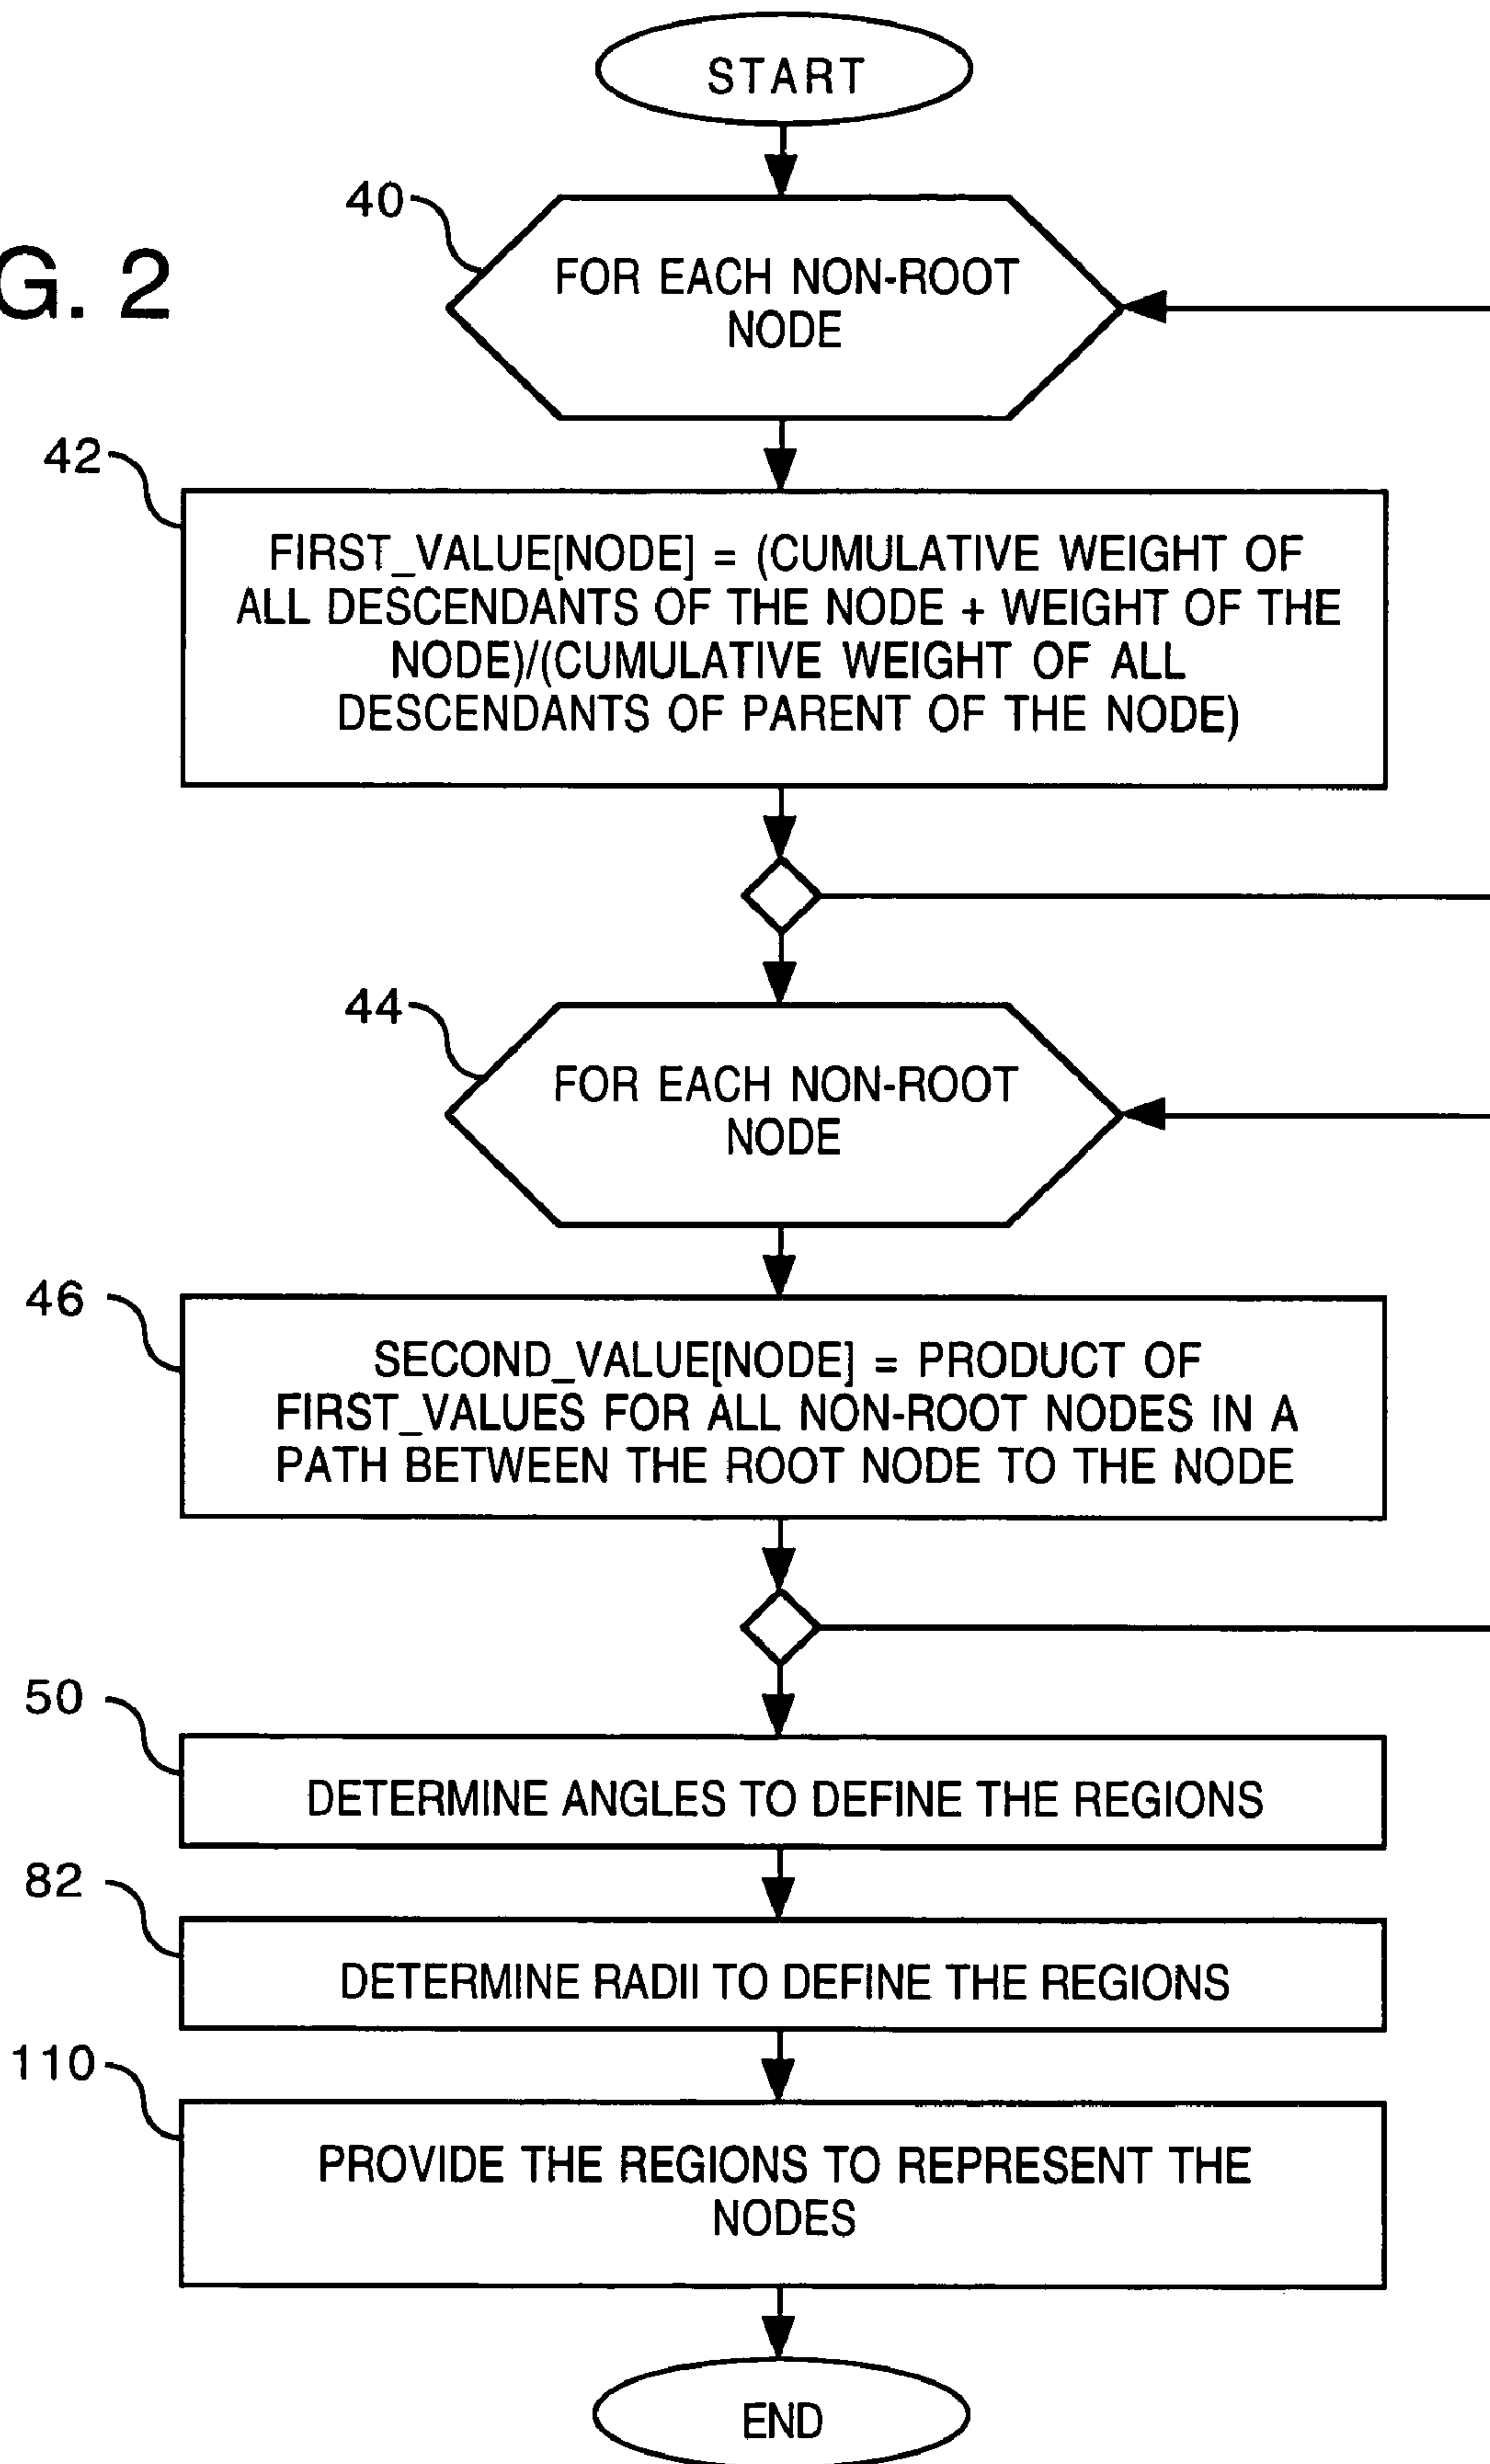 START
40
G. 2
FOR EACH NON-ROOT
NODE
42
FIRST_VALUE[NODE] = (CUMULATIVE WEIGHT OF
ALL DESCENDANTS OF THE NODE + WEIGHT OF THE
NODE)/(CUMULATIVE WEIGHT OF ALL
DESCENDANTS OF PARENT OF THE NODE)
44
FOR EACH NON-ROOT
NODE
46
SECOND_VALUE[NODE] = PRODUCT OF
FIRST_VALUES FOR ALL NON-ROOT NODES IN A
PATH BETWEEN THE ROOT NODE TO THE NODE
50
DETERMINE ANGLES TO DEFINE THE REGIONS
82
DETERMINE RADII TO DEFINE THE REGIONS
110
PROVIDE THE REGIONS TO REPRESENT THE
NODES
END